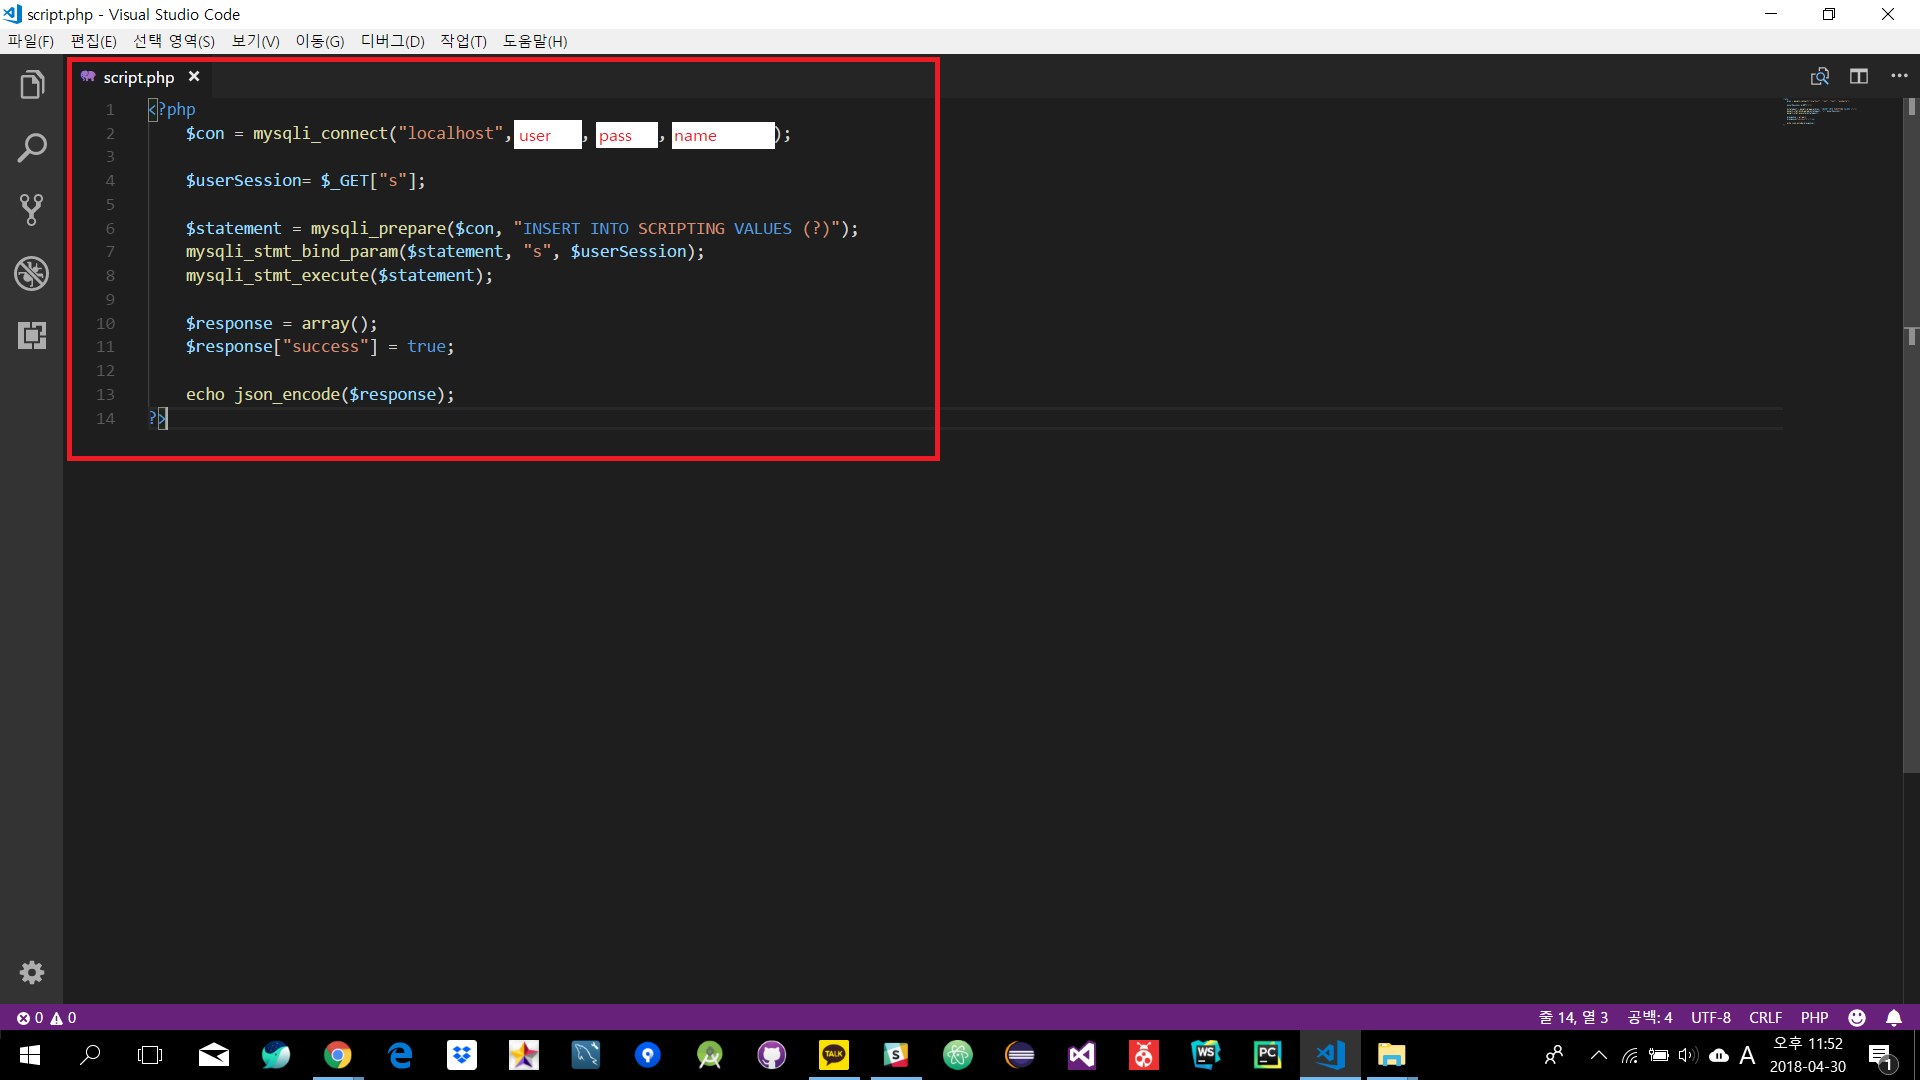 script.php - Visual Studio Code
파일(F) 편집(E) 선택 영역(S) 보기(V) 이동(G) 디버그(D) 작업(T) 도움말(H)
script.php
1 <?php
2 $con = mysqli_connect("localhost", user, pass, name);
3
4 $userSession= $_GET["s"];
5
6 $statement = mysqli_prepare($con, "INSERT INTO SCRIPTING VALUES (?)");
7 mysqli_stmt_bind_param($statement, "s", $userSession);
8 mysqli_stmt_execute($statement);
9
10 $response = array();
11 $response["success"] = true;
12
13 echo json_encode($response);
14 ?>
0 0 줄 14, 열 3 공백: 4 UTF-8 CRLF PHP
TALK S WS PC A 오후 11:52
2018-04-30 1